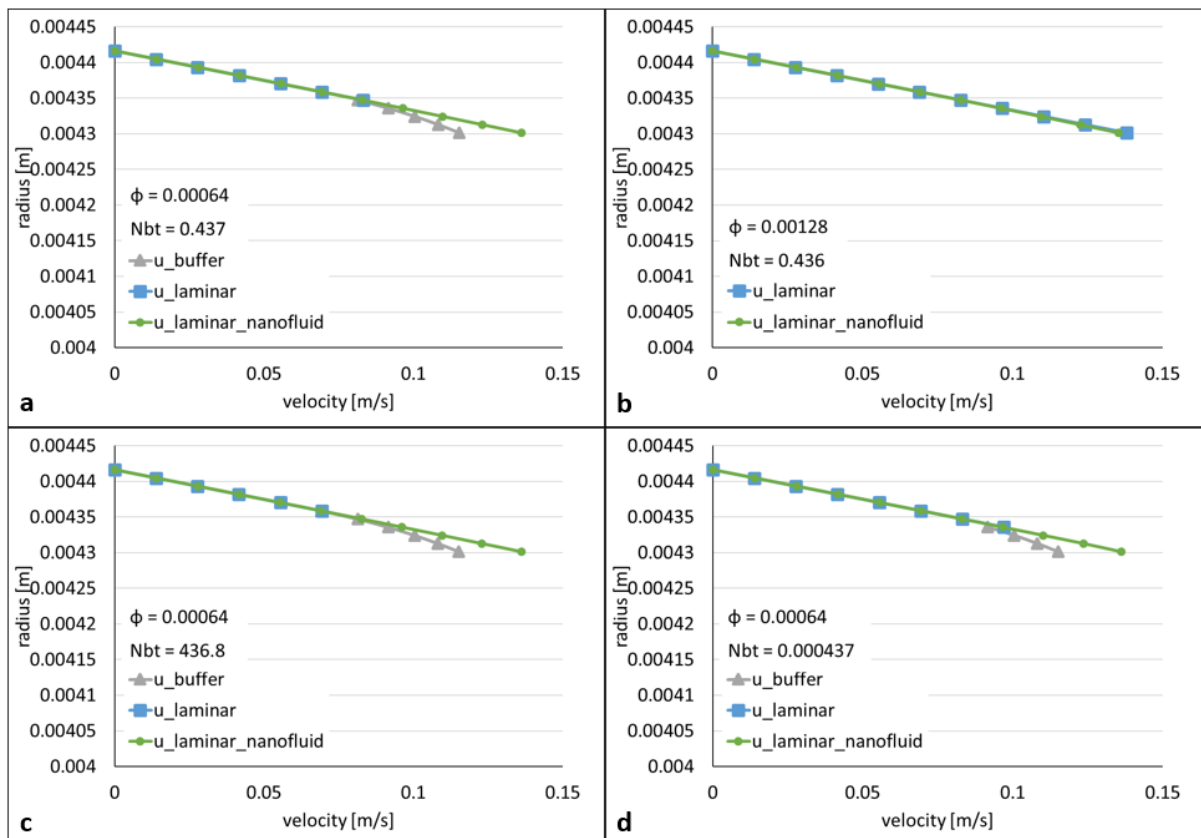 0.00445
0.0044
0.00435
0.0043
0.00425
0.0042
0.00415
0.0041
0.00405
0.004
radius [m]
ϕ = 0.00064
Nbt = 0.437
u_buffer
u_laminar
u_laminar_nanofluid
0 0.05 0.1 0.15
velocity [m/s]
a
0.00445
0.0044
0.00435
0.0043
0.00425
0.0042
0.00415
0.0041
0.00405
0.004
radius [m]
ϕ = 0.00128
Nbt = 0.436
u_laminar
u_laminar_nanofluid
0 0.05 0.1 0.15
velocity [m/s]
b
0.00445
0.0044
0.00435
0.0043
0.00425
0.0042
0.00415
0.0041
0.00405
0.004
radius [m]
ϕ = 0.00064
Nbt = 436.8
u_buffer
u_laminar
u_laminar_nanofluid
0 0.05 0.1 0.15
velocity [m/s]
c
0.00445
0.0044
0.00435
0.0043
0.00425
0.0042
0.00415
0.0041
0.00405
0.004
radius [m]
ϕ = 0.00064
Nbt = 0.000437
u_buffer
u_laminar
u_laminar_nanofluid
0 0.05 0.1 0.15
velocity [m/s]
d